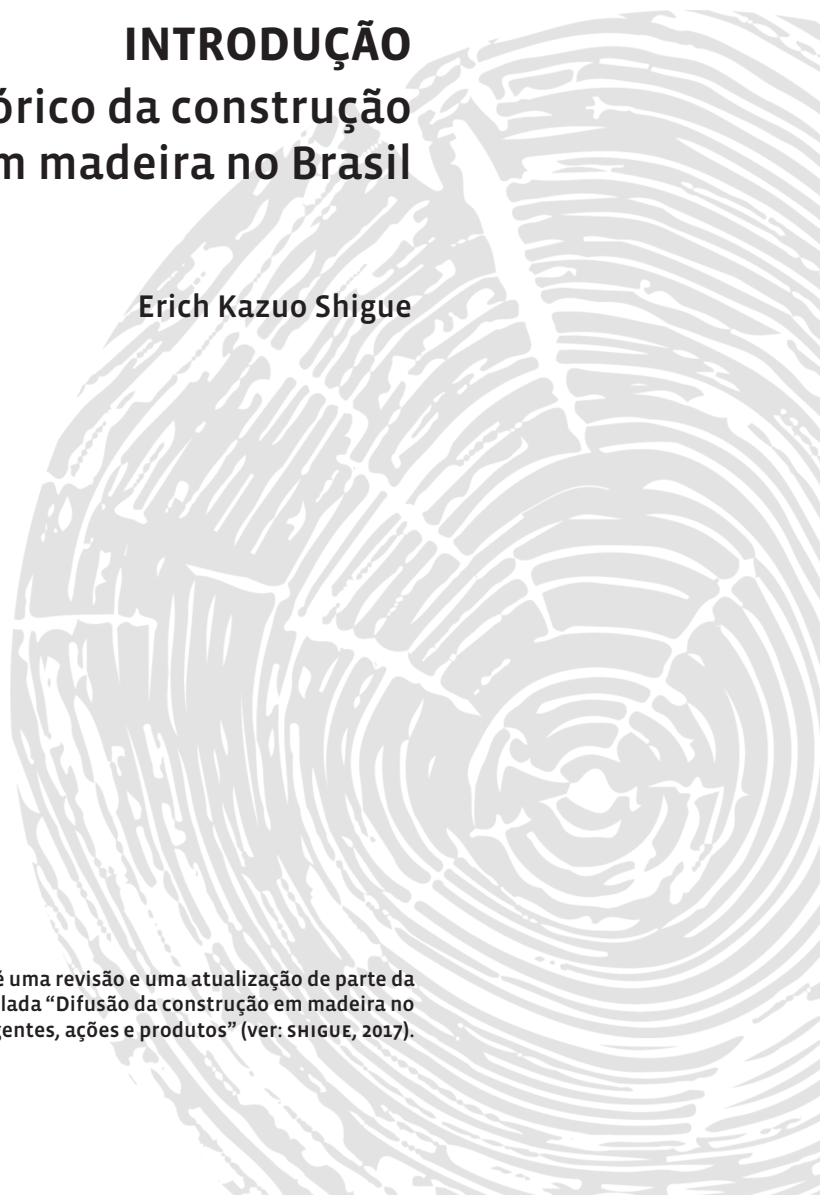 INTRODUÇÃO
órico da construção
m madeira no Brasil
Erich Kazuo Shigue
é uma revisão e uma atualização de parte da
lada “Difusão da construção em madeira no
gentes, ações e produtos” (ver: SHIGUE, 2017).